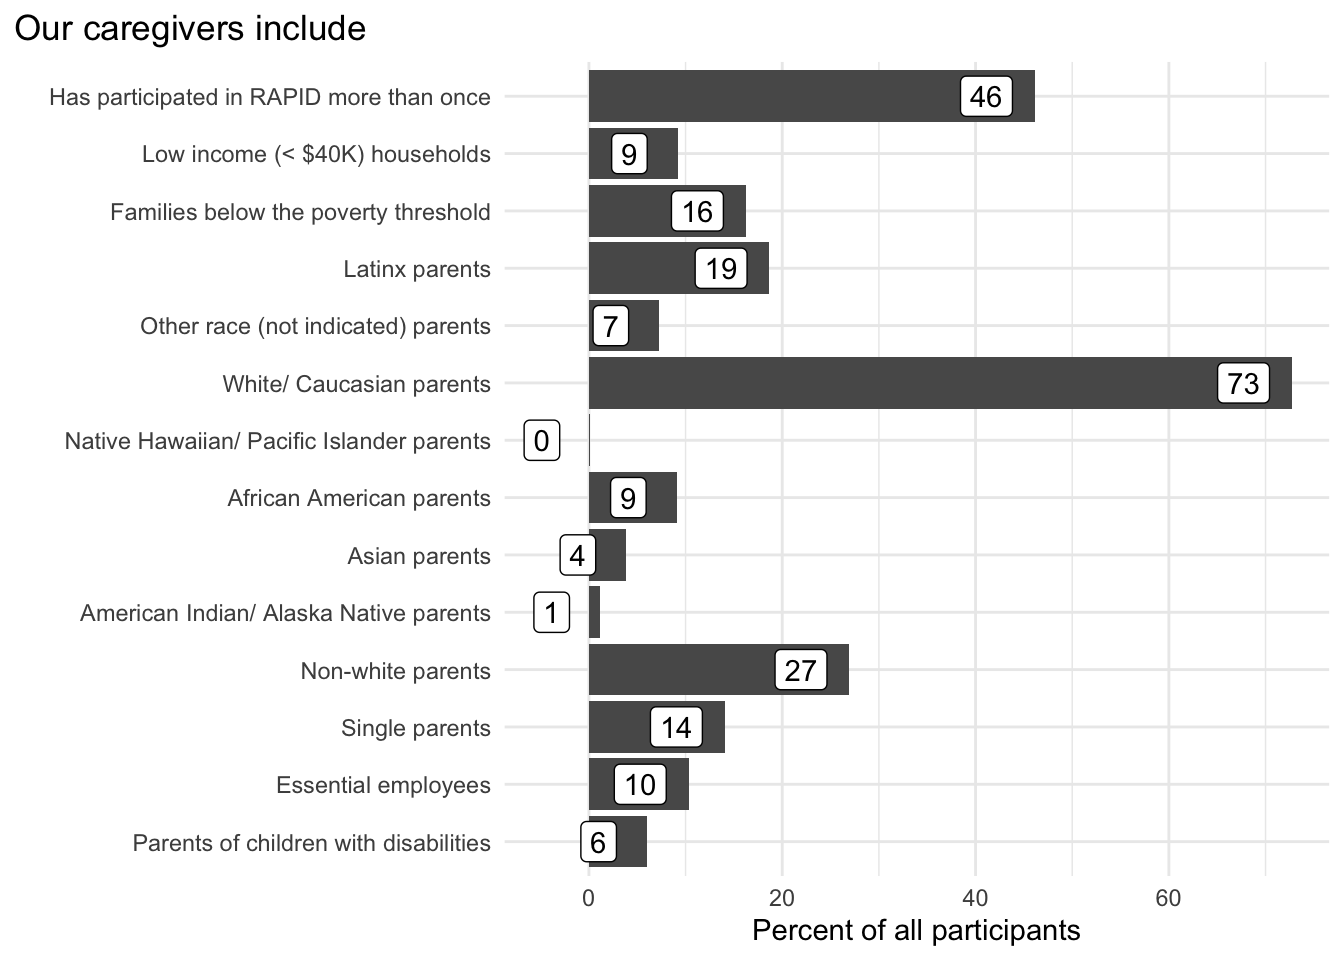 Our caregivers include
Has participated in RAPID more than once 46
Low income (< $40K) households 9
Families below the poverty threshold 16
Latinx parents 19
Other race (not indicated) parents 7
White/ Caucasian parents 73
Native Hawaiian/ Pacific Islander parents 0
African American parents 9
Asian parents 4
American Indian/ Alaska Native parents 1
Non-white parents 27
Single parents 14
Essential employees 10
Parents of children with disabilities 6
0 20 40 60
Percent of all participants